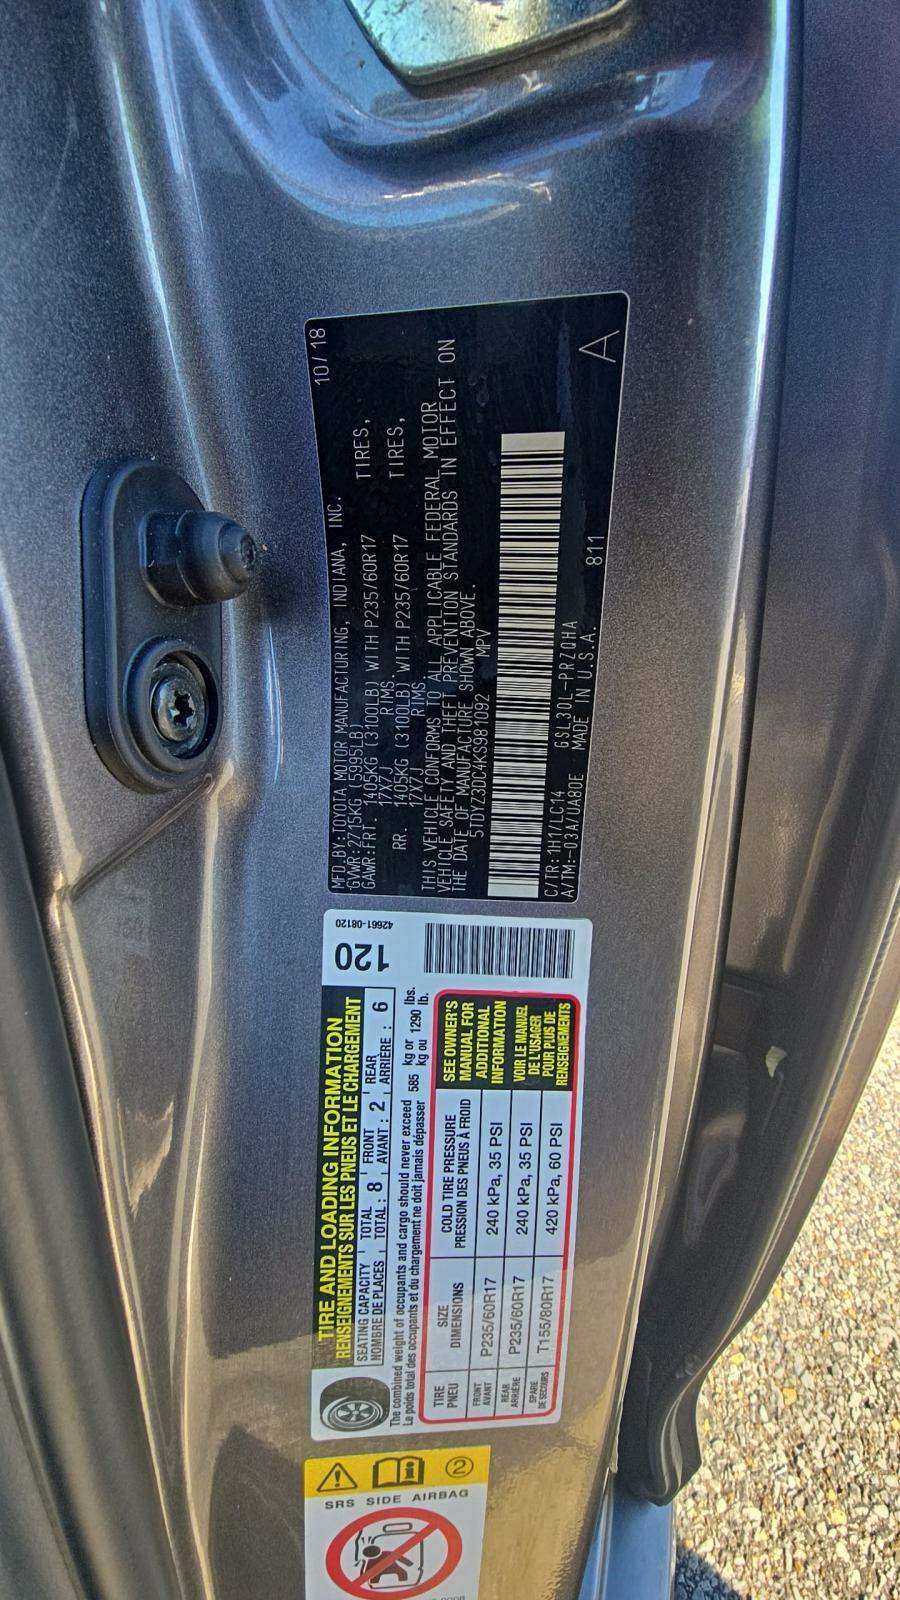 10/18
MFD.BY:TOYOTA MOTOR MANUFACTURING, INDIANA, INC.
GVWR:2715KG (5995LB)
GAWR:FRT. 1405KG (3100LB) WITH P235/60R17 TIRES,
17X7J RIMS
RR. 1405KG (3100LB) WITH P235/60R17 TIRES,
17X7J RIMS
THIS VEHICLE CONFORMS TO ALL APPLICABLE FEDERAL MOTOR
VEHICLE SAFETY AND THEFT PREVENTION STANDARDS IN EFFECT ON
THE DATE OF MANUFACTURE SHOWN ABOVE.
5TDYZ3DC4KS981092 MPV
C/TR:1H1/LC14 GSL30L-PRZQHA
A/TM:-03A/UA80E MADE IN U.S.A. 811
A
TIRE AND LOADING INFORMATION
RENSEIGNEMENTS SUR LES PNEUS ET LE CHARGEMENT
120
42661-08120
SEATING CAPACITY TOTAL FRONT REAR
NOMBRE DE PLACES TOTAL : 8 AVANT : 2 ARRIÈRE : 6
The combined weight of occupants and cargo should never exceed 585 kg or 1290 lbs.
Le poids total des occupants et du chargement ne doit jamais dépasser kg ou lb.
TIRE SIZE COLD TIRE PRESSURE
PNEU DIMENSIONS PRESSION DES PNEUS À FROID
FRONT
AVANT P235/60R17 240 kPa, 35 PSI
REAR
ARRIÈRE P235/60R17 240 kPa, 35 PSI
SPARE
DE SECOURS T155/80R17 420 kPa, 60 PSI
SEE OWNER'S
MANUAL FOR
ADDITIONAL
INFORMATION
VOIR LE MANUEL
DE L'USAGER
POUR PLUS DE
RENSEIGNEMENTS
2
SRS SIDE AIRBAG